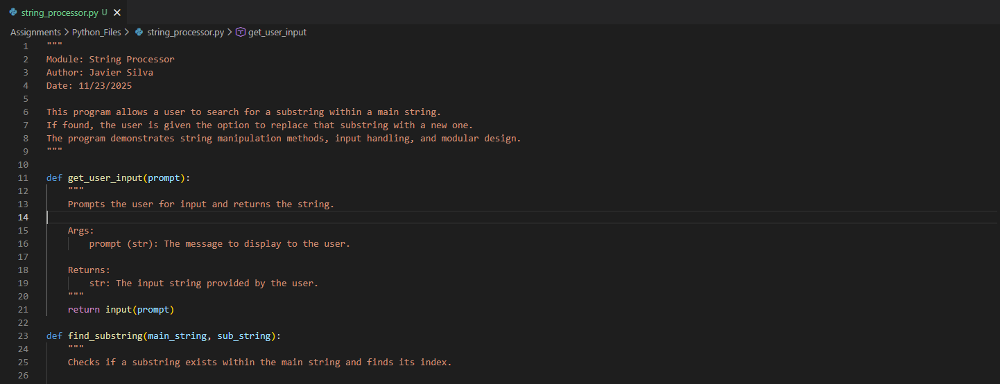 string_processor.py U
Assignments > Python_Files > string_processor.py > get_user_input
1 """
2 Module: String Processor
3 Author: Javier Silva
4 Date: 11/23/2025
5
6 This program allows a user to search for a substring within a main string.
7 If found, the user is given the option to replace that substring with a new one.
8 The program demonstrates string manipulation methods, input handling, and modular design.
9 """
10
11 def get_user_input(prompt):
12     """
13     Prompts the user for input and returns the string.
14
15     Args:
16         prompt (str): The message to display to the user.
17
18     Returns:
19         str: The input string provided by the user.
20     """
21     return input(prompt)
22
23 def find_substring(main_string, sub_string):
24     """
25     Checks if a substring exists within the main string and finds its index.
26